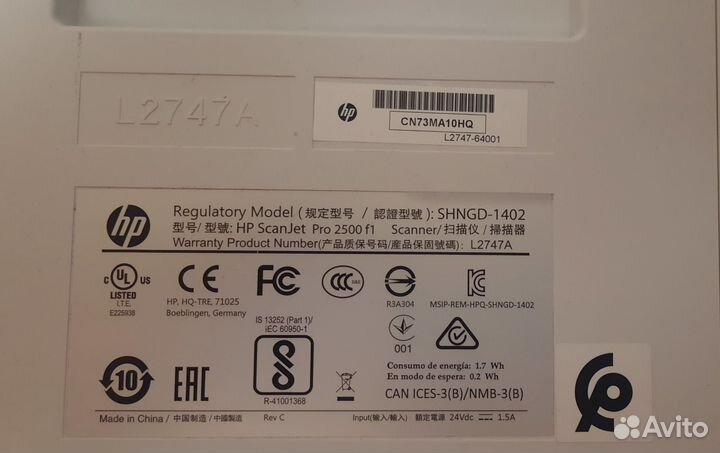 L2747A
hp
CN73MA10HQ
L2747-64001
hp
Regulatory Model (规定型号 / 認證型號): SHNGD-1402
型号/ 型號: HP ScanJet Pro 2500 f1 Scanner/扫描仪/掃描器
Warranty Product Number(产品质保号码/產品保固號碼): L2747A
C UL US
LISTED
I.T.E.
E225938
CE
HP, HQ-TRE, 71025
Boeblingen, Germany
FC
CCC
R3A304
KC
MSIP-REM-HPQ-SHNGD-1402
IS 13252 (Part 1)/
IEC 60950-1
R-41001368
001
Consumo de energía: 1.7 Wh
En modo de espera: 0.2 Wh
CAN ICES-3(B)/NMB-3(B)
10
EAC
Made in China / 中国制造 / 中國製造
Rev C
Input(输入/輸入) 額定電源 24Vdc 1.5A
Avito